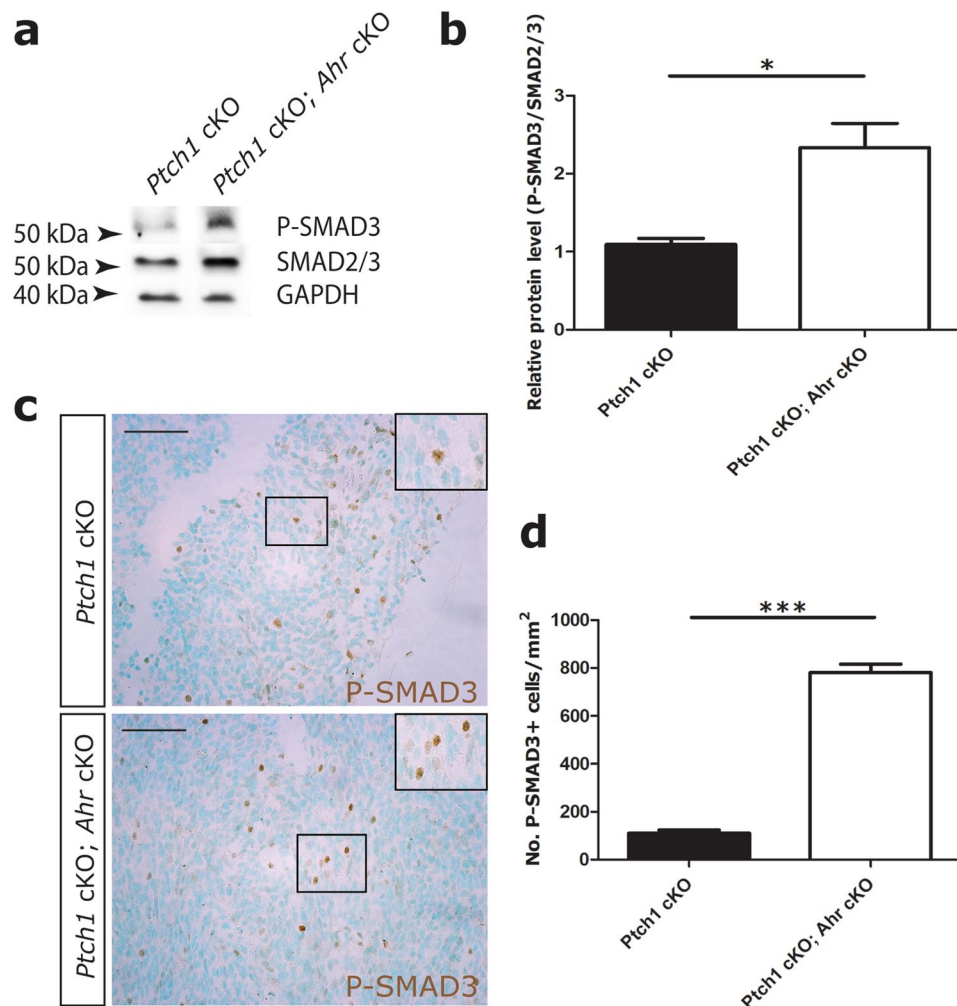 a
Ptch1 cKO
Ptch1 cKO; Ahr cKO
50 kDa
P-SMAD3
50 kDa
SMAD2/3
40 kDa
GAPDH
b
Relative protein level (P-SMAD3/SMAD2/3)
3
2
1
0
*
Ptch1 cKO
Ptch1 cKO; Ahr cKO
c
Ptch1 cKO
P-SMAD3
Ptch1 cKO; Ahr cKO
P-SMAD3
d
No. P-SMAD3+ cells/mm²
1000
800
600
400
200
0
***
Ptch1 cKO
Ptch1 cKO; Ahr cKO